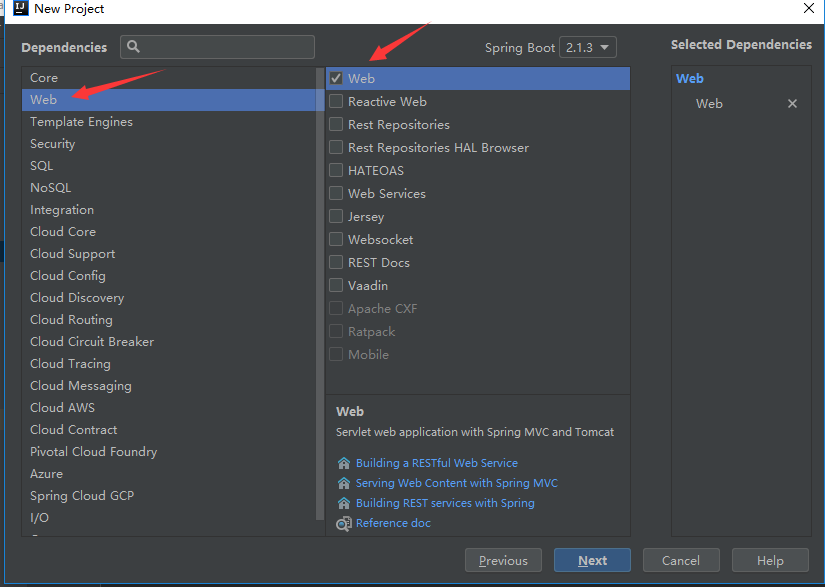 New Project
Dependencies
Spring Boot 2.1.3
Selected Dependencies
Core
Web
Template Engines
Security
SQL
NoSQL
Integration
Cloud Core
Cloud Support
Cloud Config
Cloud Discovery
Cloud Routing
Cloud Circuit Breaker
Cloud Tracing
Cloud Messaging
Cloud AWS
Cloud Contract
Pivotal Cloud Foundry
Azure
Spring Cloud GCP
I/O
Web
Reactive Web
Rest Repositories
Rest Repositories HAL Browser
HATEOAS
Web Services
Jersey
Websocket
REST Docs
Vaadin
Apache CXF
Ratpack
Mobile
Web
Servlet web application with Spring MVC and Tomcat
Building a RESTful Web Service
Serving Web Content with Spring MVC
Building REST services with Spring
Reference doc
Web
Web
Previous
Next
Cancel
Help